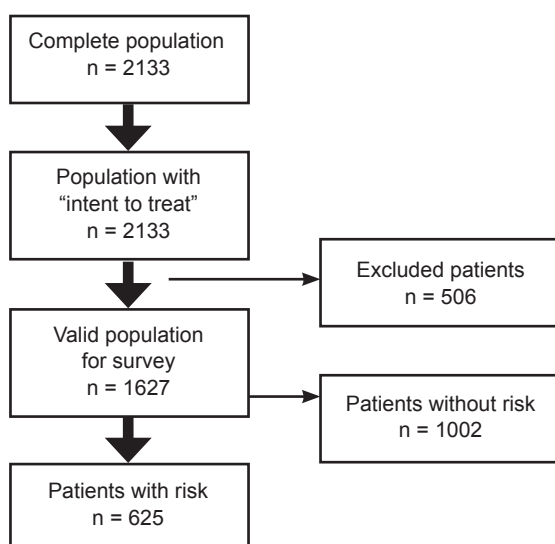 Complete population
n = 2133
Population with
“intent to treat”
n = 2133
Excluded patients
n = 506
Valid population
for survey
n = 1627
Patients without risk
n = 1002
Patients with risk
n = 625